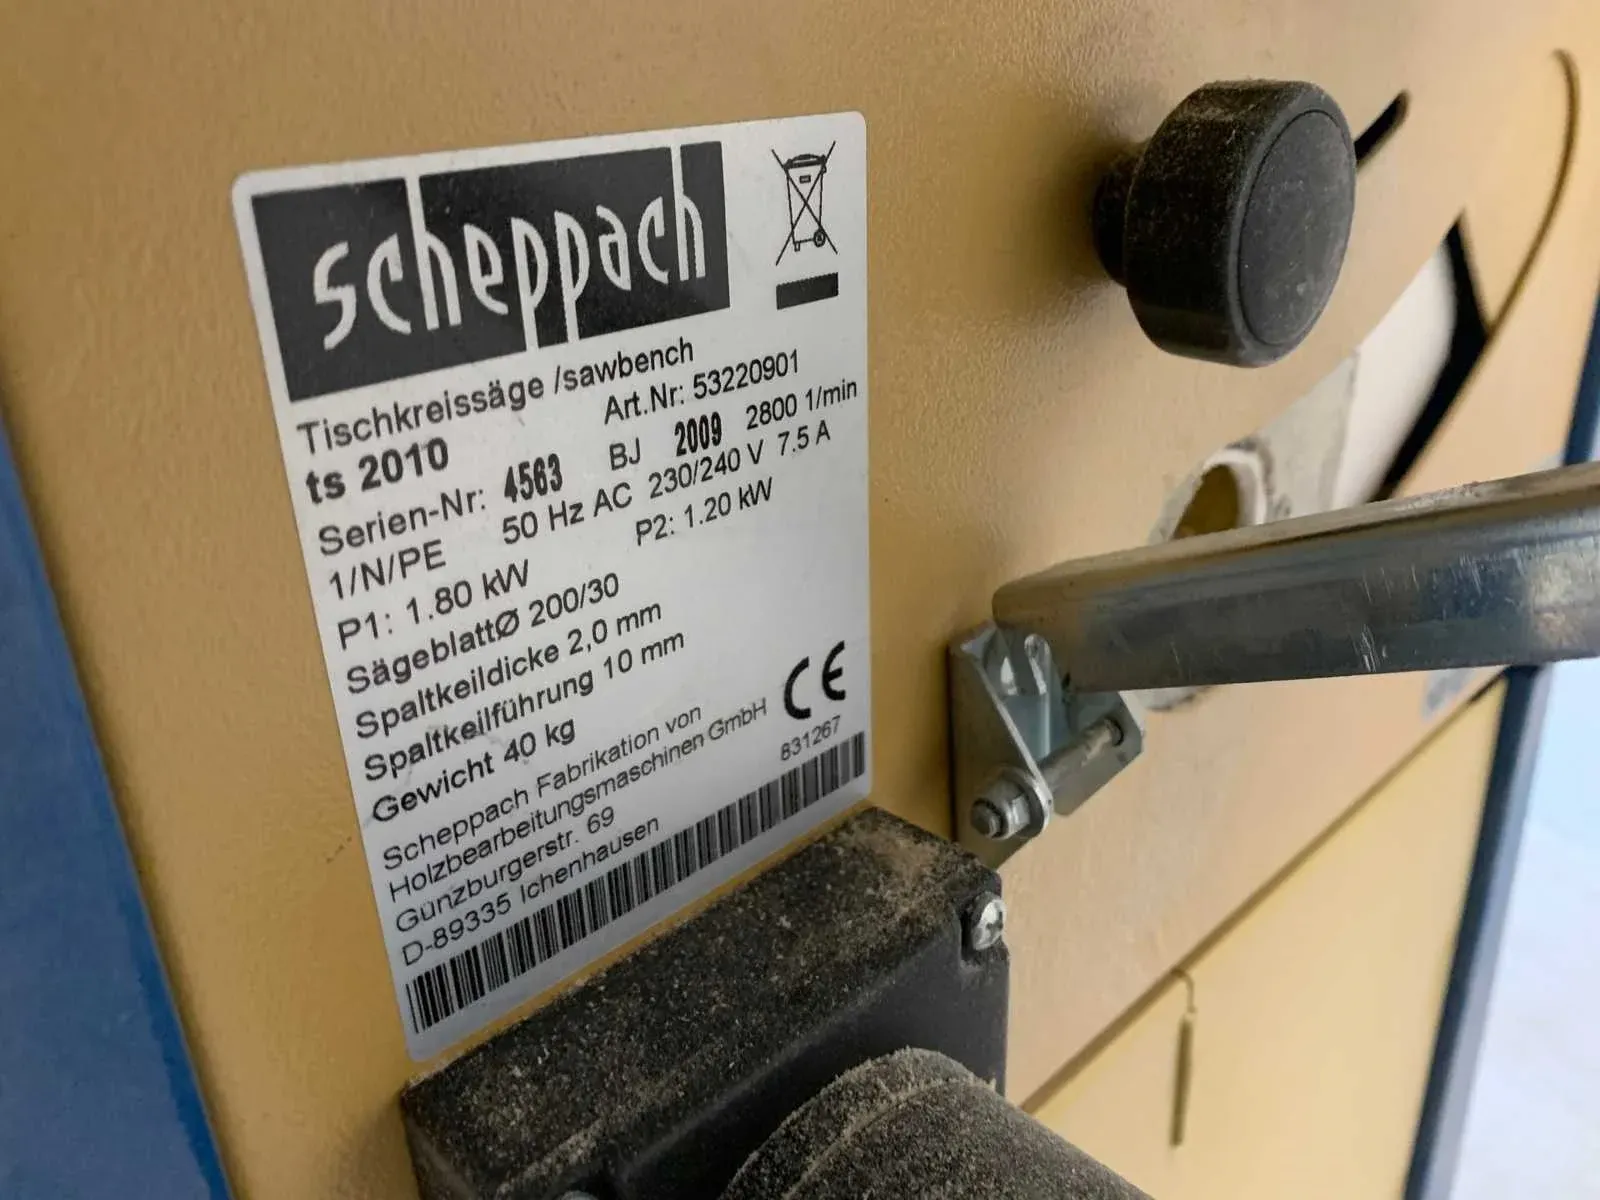 scheppach
Tischkreissäge /sawbench
ts 2010 Art.Nr: 53220901
Serien-Nr: 4563 BJ 2009 2800 1/min
1/N/PE 50 Hz AC 230/240 V 7.5 A
P1: 1.80 kW P2: 1.20 kW
SägeblattØ 200/30
Spaltkeildicke 2,0 mm
Spaltkeilführung 10 mm
Gewicht 40 kg
Scheppach Fabrikation von
Holzbearbeitungsmaschinen GmbH
Günzburgerstr. 69
D-89335 Ichenhausen
CE
831267